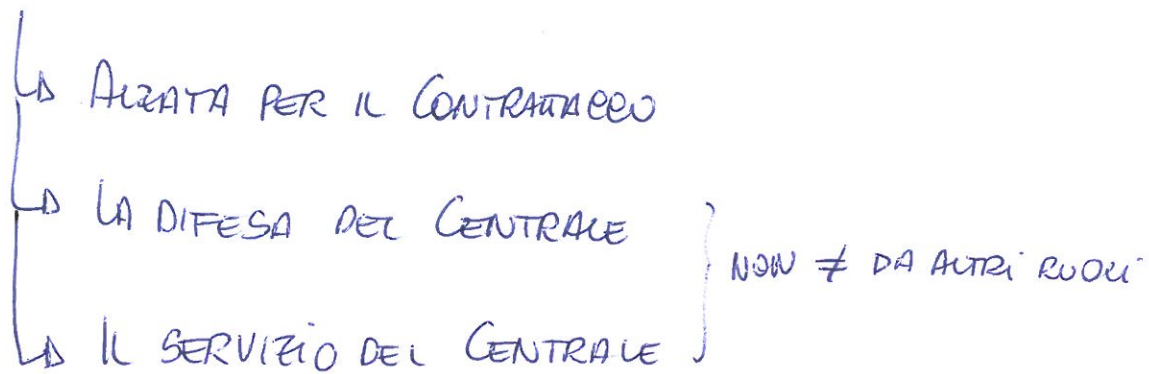 ALZATA PER IL CONTRATTACCO
LA DIFESA DEL CENTRALE
NON ≠ DA ALTRI RUOLI
IL SERVIZIO DEL CENTRALE